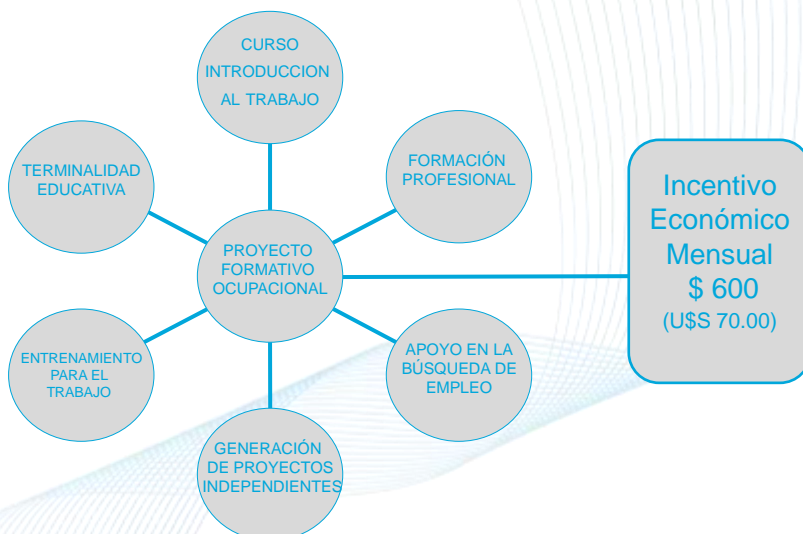 CURSO
INTRODUCCION
AL TRABAJO
TERMINALIDAD
EDUCATIVA
FORMACIÓN
PROFESIONAL
PROYECTO
FORMATIVO
OCUPACIONAL
Incentivo
Económico
Mensual
$ 600
(U$S 70.00)
ENTRENAMIENTO
PARA EL
TRABAJO
APOYO EN LA
BÚSQUEDA DE
EMPLEO
GENERACIÓN
DE PROYECTOS
INDEPENDIENTES